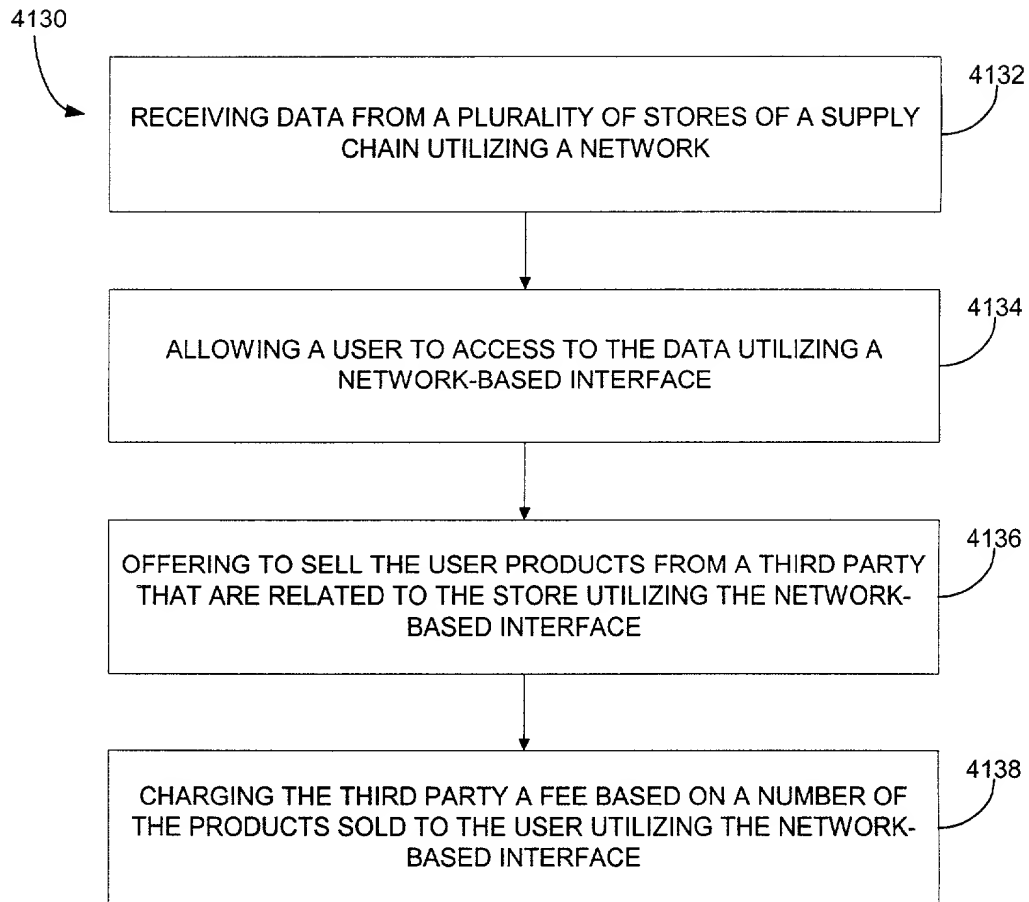 4130
4132
RECEIVING DATA FROM A PLURALITY OF STORES OF A SUPPLY
CHAIN UTILIZING A NETWORK
4134
ALLOWING A USER TO ACCESS TO THE DATA UTILIZING A
NETWORK-BASED INTERFACE
4136
OFFERING TO SELL THE USER PRODUCTS FROM A THIRD PARTY
THAT ARE RELATED TO THE STORE UTILIZING THE NETWORK-
BASED INTERFACE
4138
CHARGING THE THIRD PARTY A FEE BASED ON A NUMBER OF
THE PRODUCTS SOLD TO THE USER UTILIZING THE NETWORK-
BASED INTERFACE